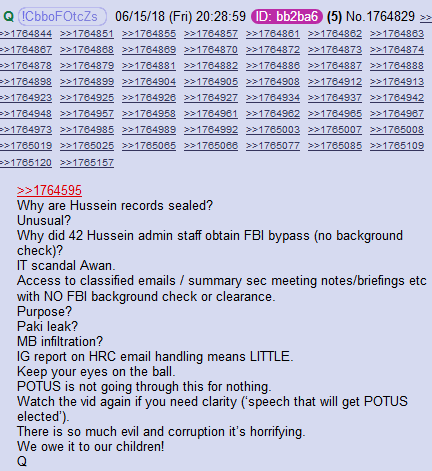 Q !CbboFOtcZs 06/15/18 (Fri) 20:28:59 ID: bb2ba6 (5) No.1764829 >>
>>1764844 >>1764851 >>1764855 >>1764857 >>1764861 >>1764862 >>1764863
>>1764867 >>1764868 >>1764869 >>1764870 >>1764872 >>1764873 >>1764874
>>1764878 >>1764879 >>1764881 >>1764882 >>1764886 >>1764887 >>1764888
>>1764898 >>1764899 >>1764904 >>1764905 >>1764908 >>1764912 >>1764913
>>1764923 >>1764925 >>1764926 >>1764927 >>1764934 >>1764937 >>1764942
>>1764948 >>1764957 >>1764958 >>1764961 >>1764962 >>1764965 >>1764967
>>1764973 >>1764985 >>1764989 >>1764992 >>1765003 >>1765007 >>1765008
>>1765019 >>1765025 >>1765065 >>1765066 >>1765077 >>1765085 >>1765109
>>1765120 >>1765157
>>1764595
Why are Hussein records sealed?
Unusual?
Why did 42 Hussein admin staff obtain FBI bypass (no background
check)?
IT scandal Awan.
Access to classified emails / summary sec meeting notes/briefings etc
with NO FBI background check or clearance.
Purpose?
Paki leak?
MB infiltration?
IG report on HRC email handling means LITTLE.
Keep your eyes on the ball.
POTUS is not going through this for nothing.
Watch the vid again if you need clarity (‘speech that will get POTUS
elected’).
There is so much evil and corruption it’s horrifying.
We owe it to our children!
Q